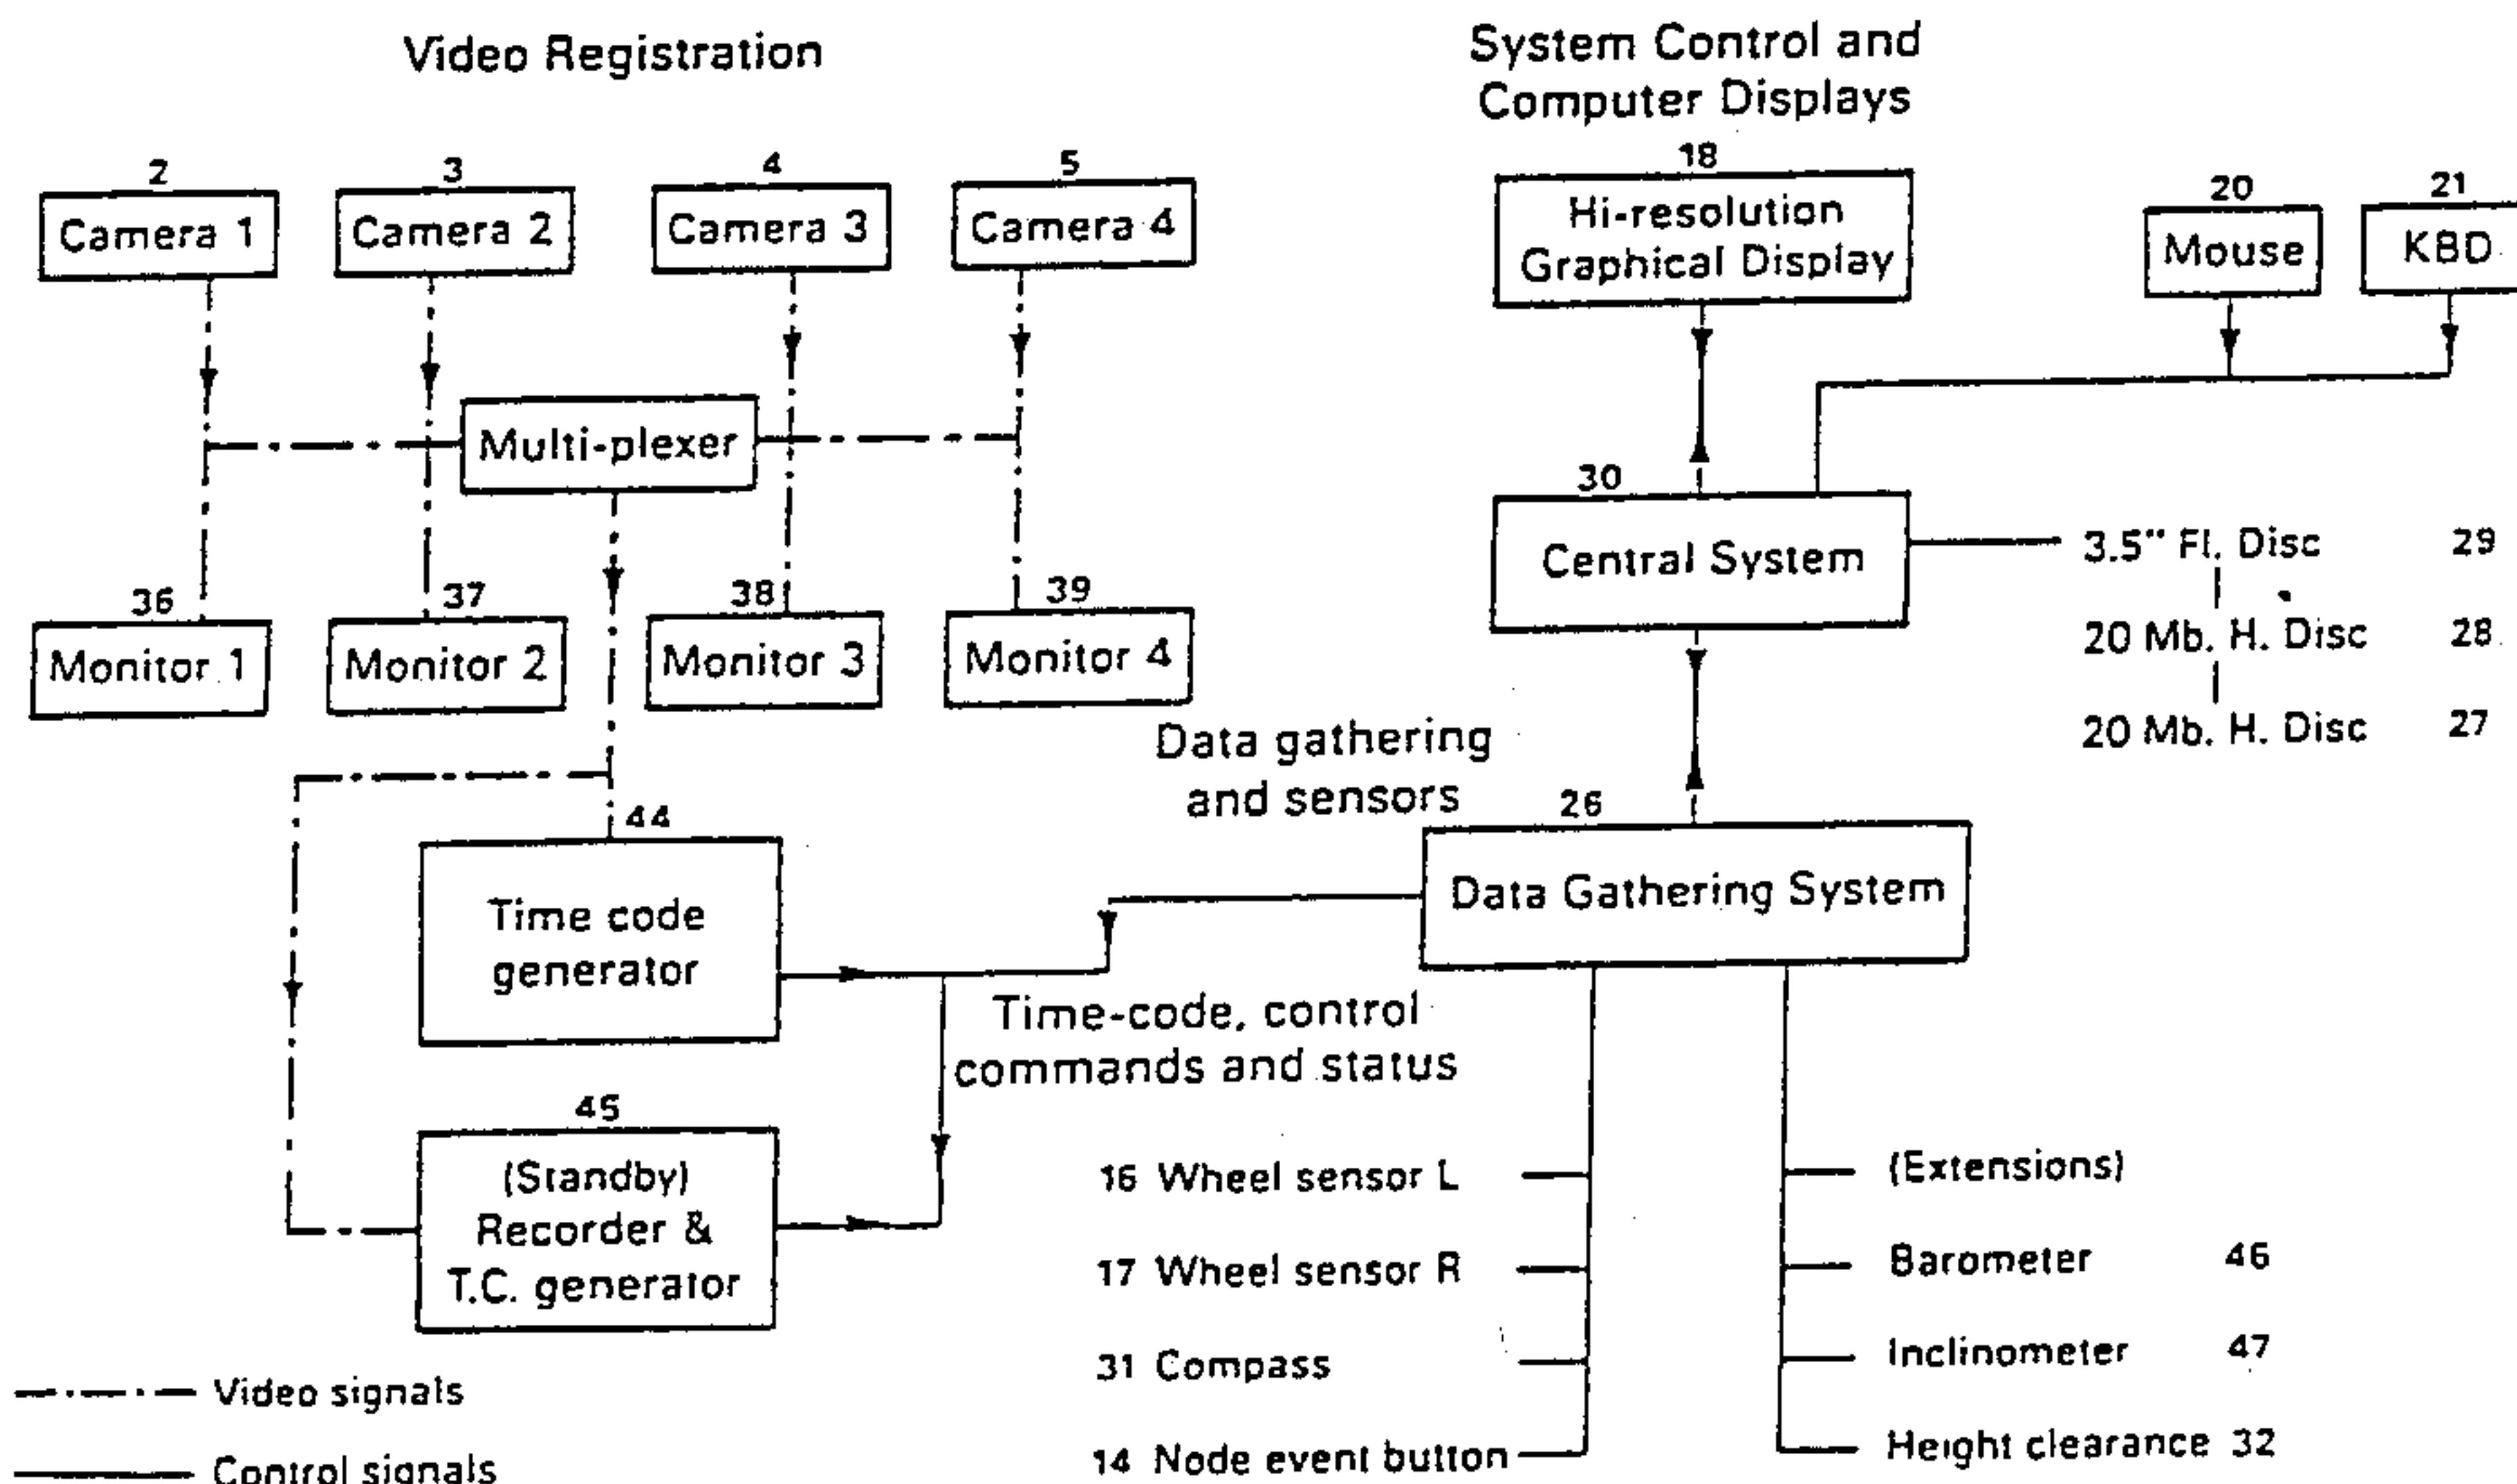 Video Registration
System Control and
Computer Displays
2
3
4
5
18
20
21
Camera 1
Camera 2
Camera 3
Camera 4
Hi-resolution
Graphical Display
Mouse
KBD
Multi-plexer
30
Central System
3.5" Fl. Disc 29
20 Mb. H. Disc 28
20 Mb. H. Disc 27
36
37
38
39
Monitor 1
Monitor 2
Monitor 3
Monitor 4
Data gathering
and sensors
26
Data Gathering System
44
Time code
generator
Time-code, control
commands and status
45
(Standby)
Recorder &
T.C. generator
16 Wheel sensor L
17 Wheel sensor R
31 Compass
14 Node event button
(Extensions)
Barometer 46
Inclinometer 47
Height clearance 32
Video signals
Control signals